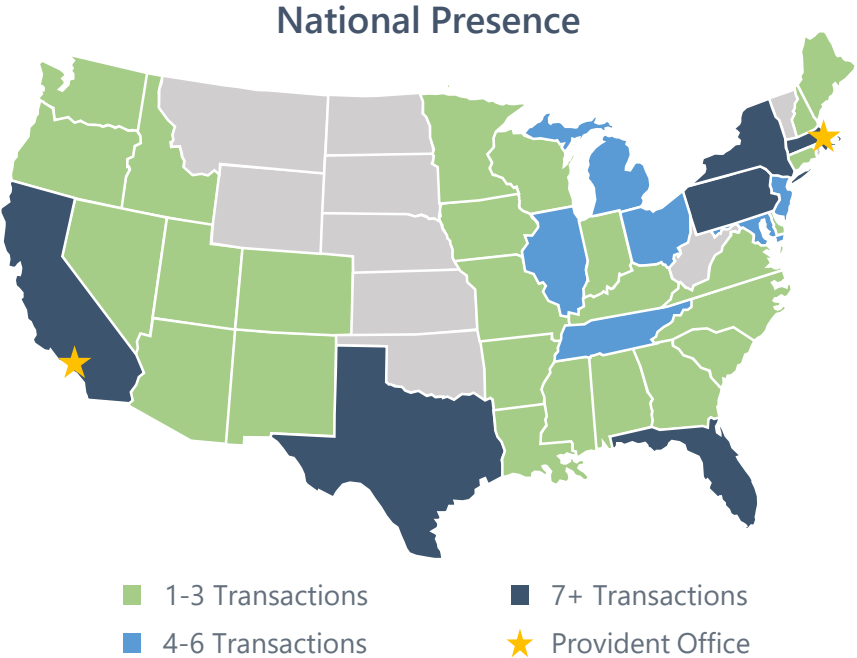 National Presence
1-3 Transactions
7+ Transactions
4-6 Transactions
Provident Office